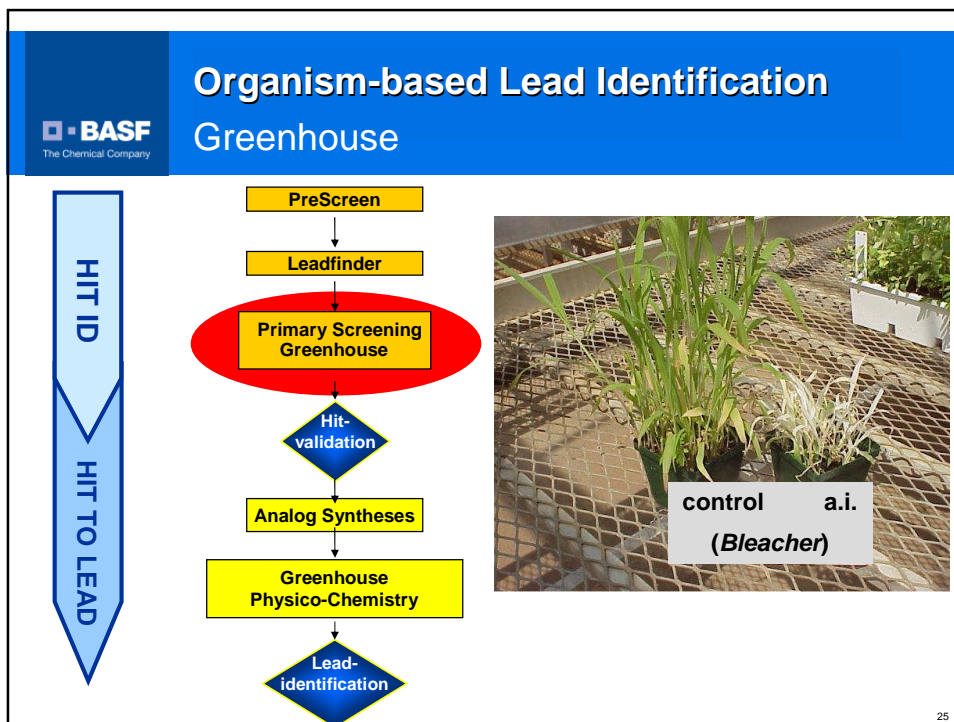 Organism-based Lead Identification
Greenhouse
BASF
The Chemical Company
HIT ID
HIT TO LEAD
PreScreen
Leadfinder
Primary Screening
Greenhouse
Hit-
validation
Analog Syntheses
Greenhouse
Physico-Chemistry
Lead-
identification
control a.i.
(Bleacher)
25